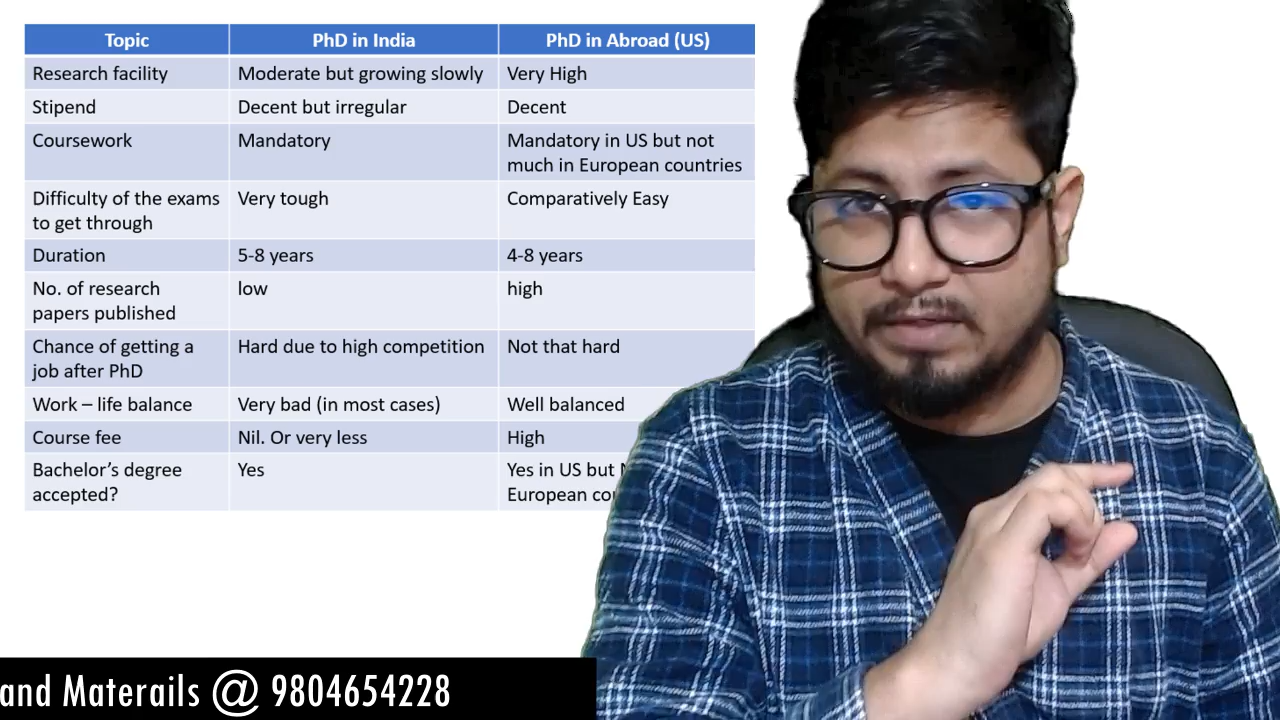 Topic PhD in India PhD in Abroad (US)
Research facility Moderate but growing slowly Very High
Stipend Decent but irregular Decent
Coursework Mandatory Mandatory in US but not
much in European countries
Difficulty of the exams Very tough Comparatively Easy
to get through
Duration 5-8 years 4-8 years
No. of research low high
papers published
Chance of getting a Hard due to high competition Not that hard
job after PhD
Work – life balance Very bad (in most cases) Well balanced
Course fee Nil. Or very less High
Bachelor’s degree Yes Yes in US but
accepted? European
and Materails @ 9804654228